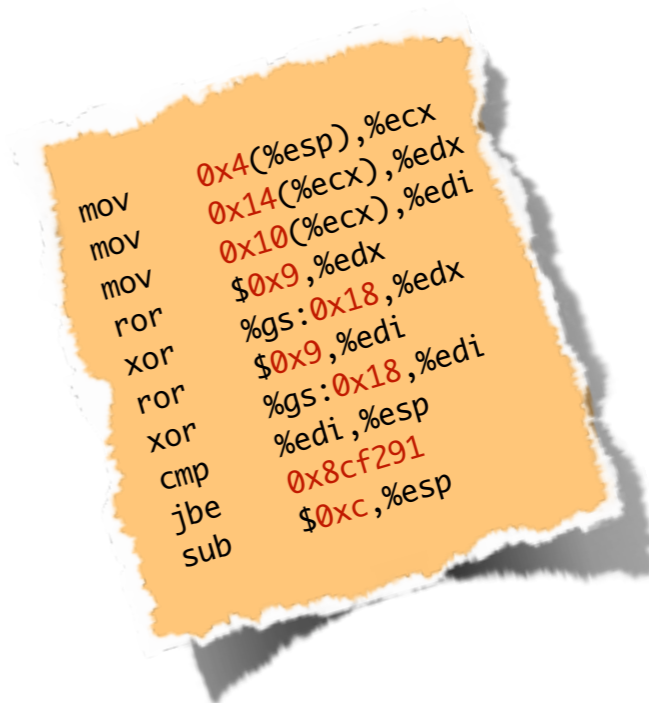 mov 0x4(%esp),%ecx
mov 0x14(%ecx),%edx
mov 0x10(%ecx),%edi
ror $0x9,%edx
xor %gs:0x18,%edx
ror $0x9,%edi
xor %gs:0x18,%edi
cmp %edi,%esp
jbe 0x8cf291
sub $0xc,%esp